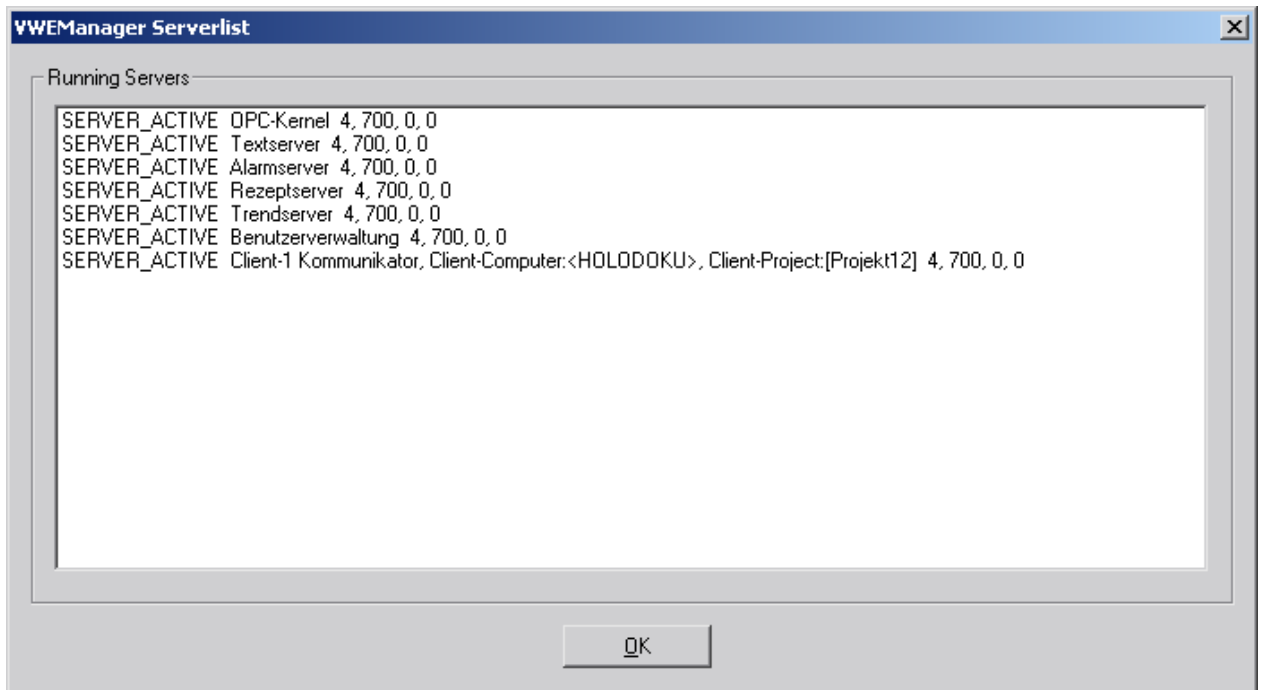 VWEManager Serverlist
Running Servers
SERVER_ACTIVE OPC-Kernel 4, 700, 0, 0
SERVER_ACTIVE Textserver 4, 700, 0, 0
SERVER_ACTIVE Alarmserver 4, 700, 0, 0
SERVER_ACTIVE Rezeptserver 4, 700, 0, 0
SERVER_ACTIVE Trendserver 4, 700, 0, 0
SERVER_ACTIVE Benutzerverwaltung 4, 700, 0, 0
SERVER_ACTIVE Client-1 Kommunikator, Client-Computer:<HOLODOKU>, Client-Project:[Projekt12] 4, 700, 0, 0
OK